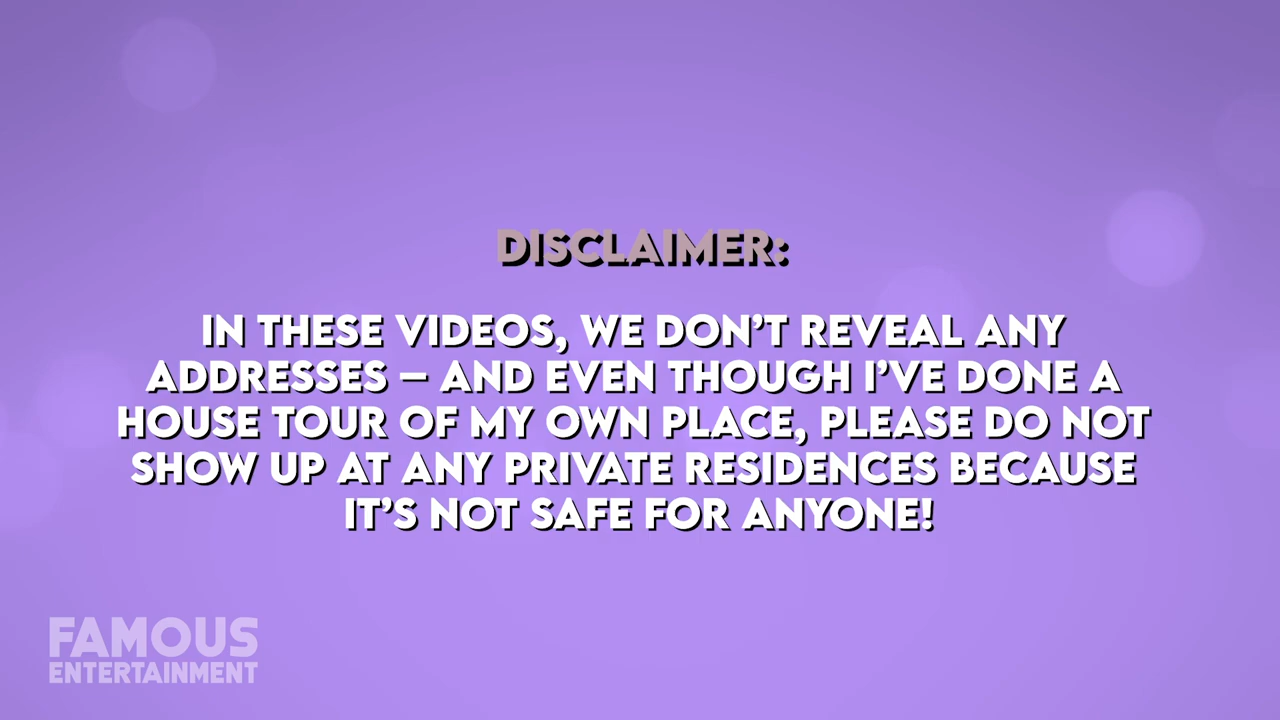 DISCLAIMER:
IN THESE VIDEOS, WE DON’T REVEAL ANY
ADDRESSES – AND EVEN THOUGH I’VE DONE A
HOUSE TOUR OF MY OWN PLACE, PLEASE DO NOT
SHOW UP AT ANY PRIVATE RESIDENCES BECAUSE
IT’S NOT SAFE FOR ANYONE!
FAMOUS
ENTERTAINMENT